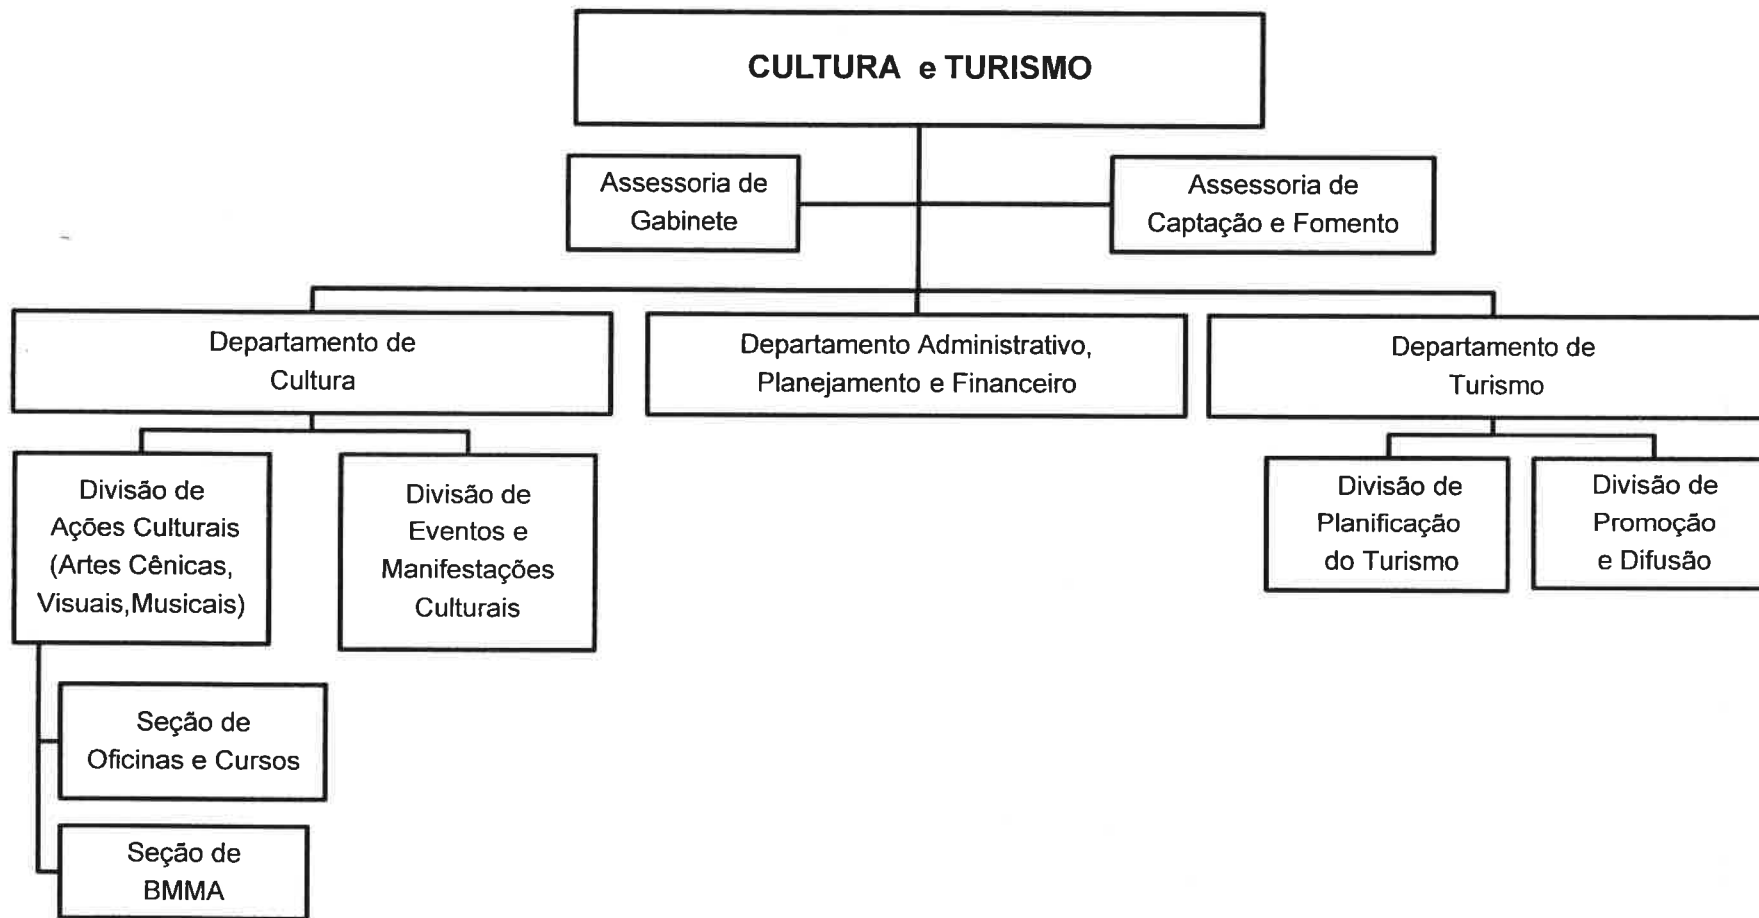 CULTURA e TURISMO
Assessoria de
Gabinete
Assessoria de
Captação e Fomento
Departamento de
Cultura
Departamento Administrativo,
Planejamento e Financeiro
Departamento de
Turismo
Divisão de
Ações Culturais
(Artes Cênicas,
Visuais,Musicais)
Divisão de
Eventos e
Manifestações
Culturais
Divisão de
Planificação
do Turismo
Divisão de
Promoção
e Difusão
Seção de
Oficinas e Cursos
Seção de
BMMA